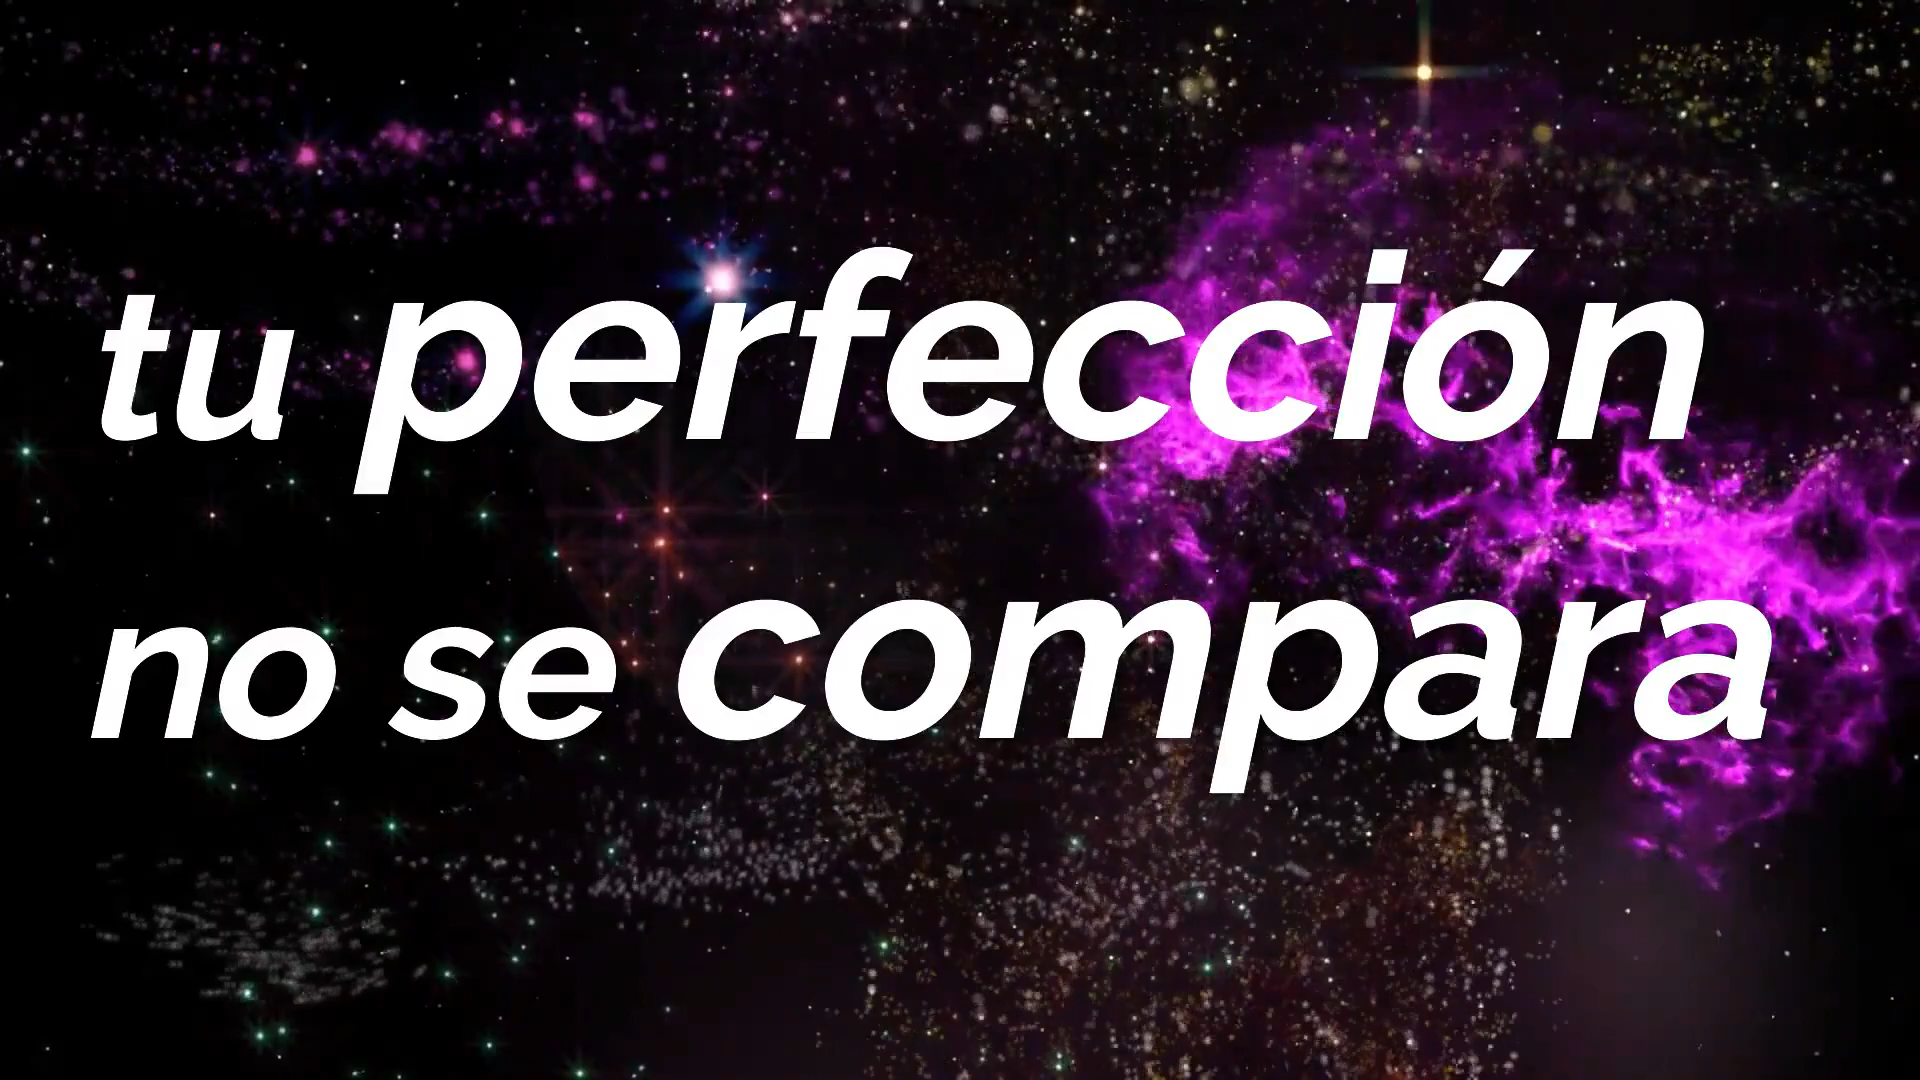 tu perfección
no se compara